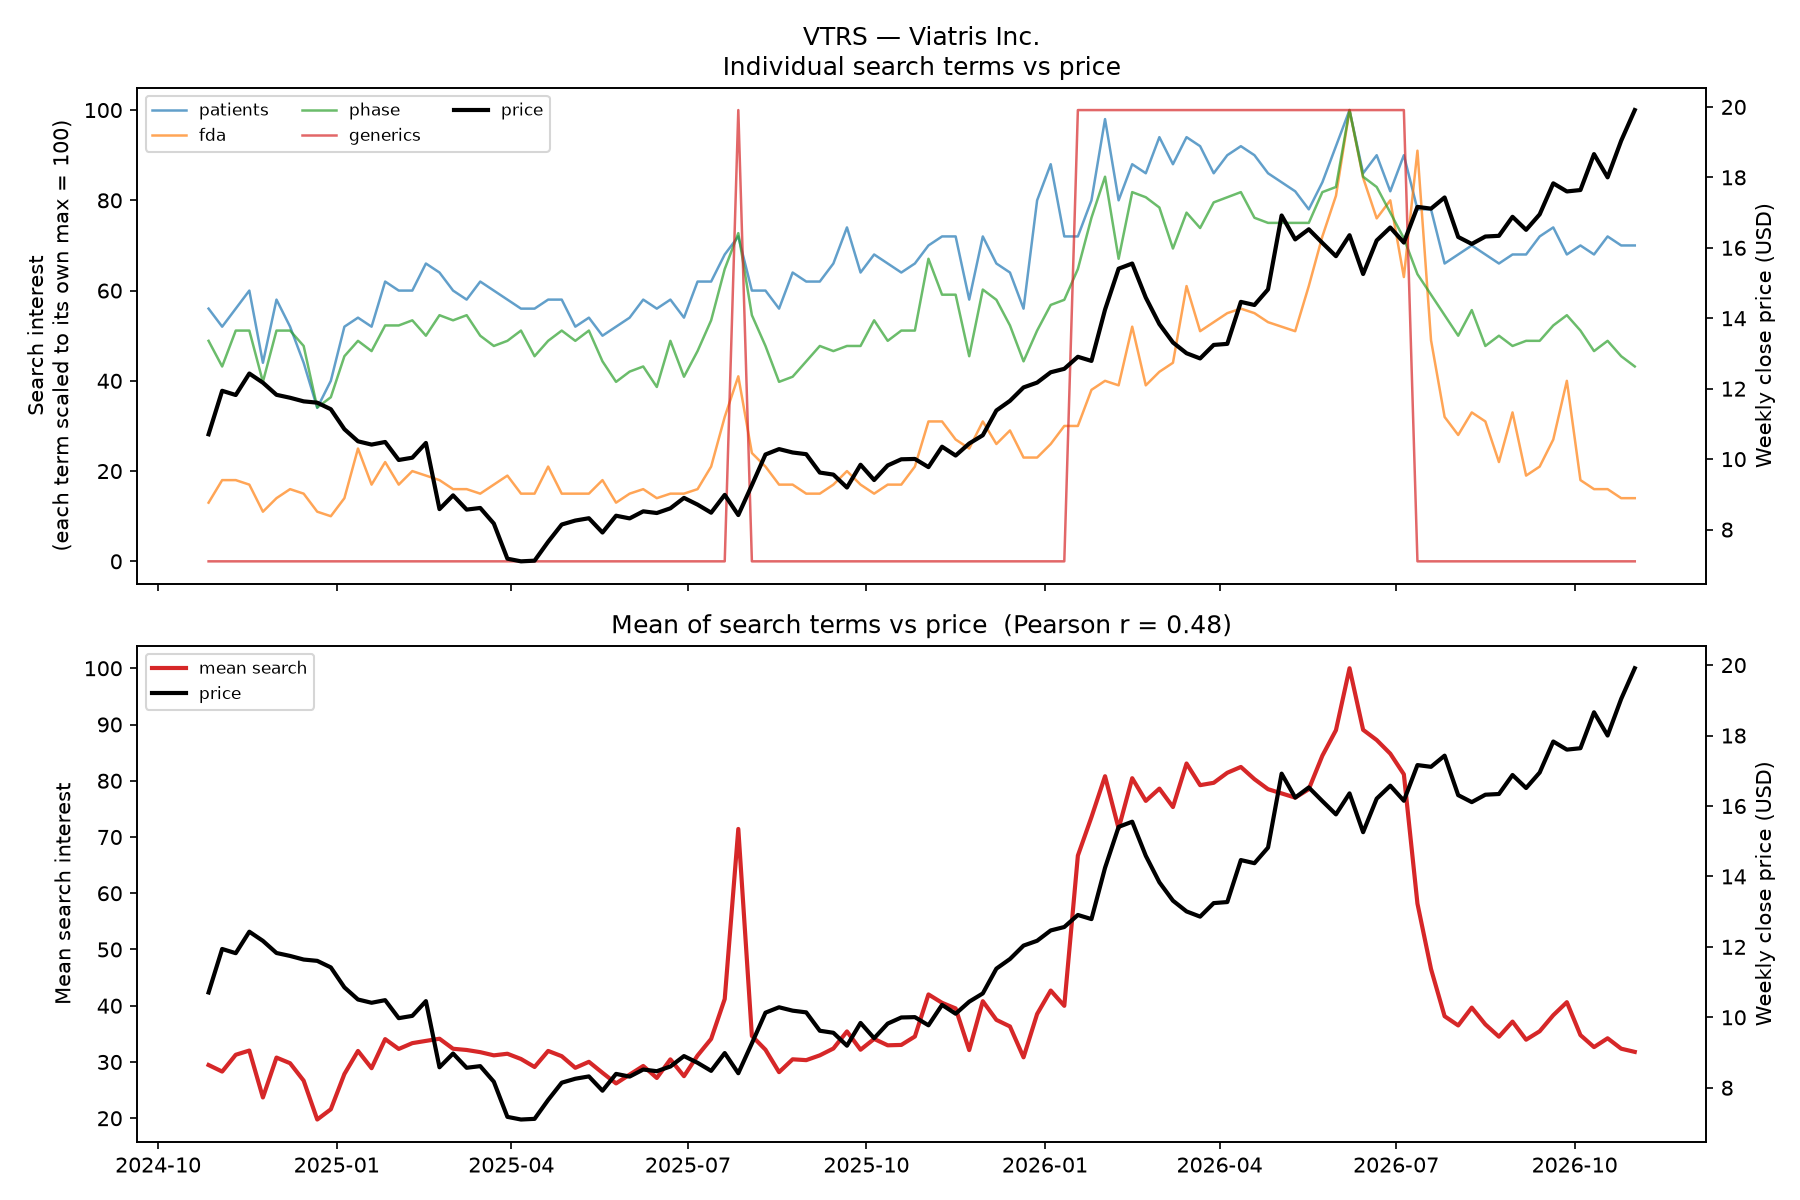 VTRS — Viatris Inc.
Individual search terms vs price
patients
fda
phase
generics
price
Search interest
(each term scaled to its own max = 100)
100
80
60
40
20
0
Weekly close price (USD)
20
18
16
14
12
10
8
Mean of search terms vs price  (Pearson r = 0.48)
mean search
price
Mean search interest
100
90
80
70
60
50
40
30
20
Weekly close price (USD)
20
18
16
14
12
10
8
2024-10
2025-01
2025-04
2025-07
2025-10
2026-01
2026-04
2026-07
2026-10